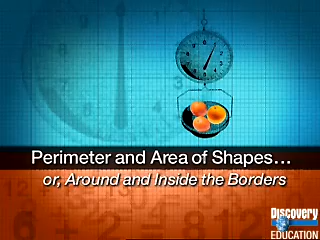 Perimeter and Area of Shapes...
or, Around and Inside the Borders
Discovery
EDUCATION